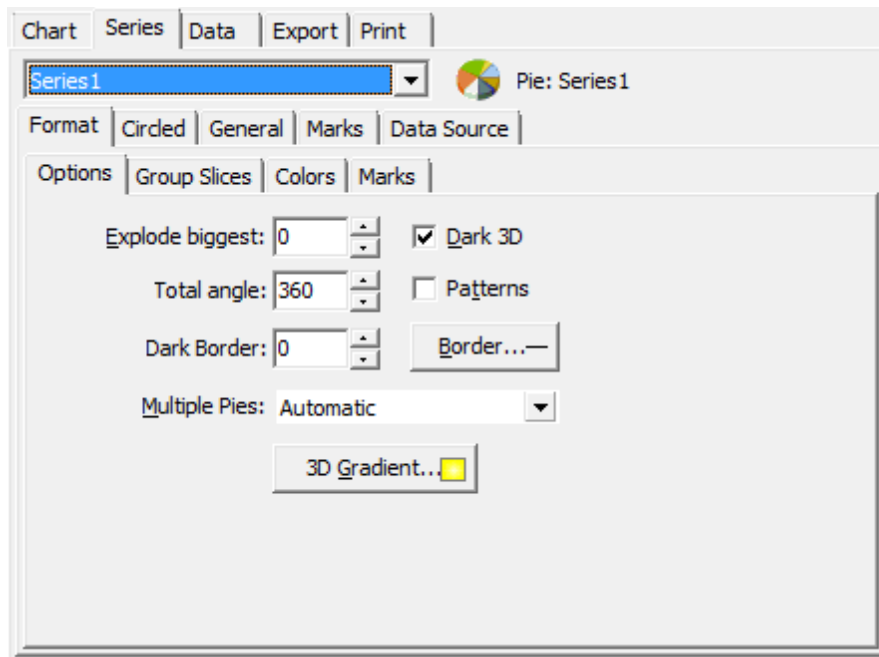 Chart Series Data Export Print
Series1 Pie: Series1
Format Circled General Marks Data Source
Options Group Slices Colors Marks
Explode biggest: 0 Dark 3D
Total angle: 360 Patterns
Dark Border: 0 Border...
Multiple Pies: Automatic
3D Gradient...